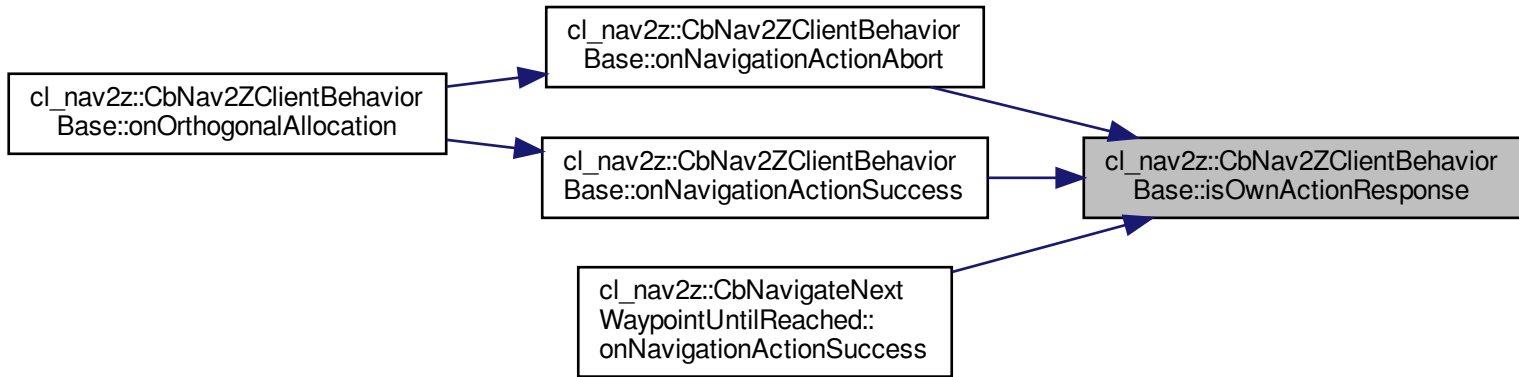 cl_nav2z::CbNav2ZClientBehavior
Base::onOrthogonalAllocation
cl_nav2z::CbNav2ZClientBehavior
Base::onNavigationActionAbort
cl_nav2z::CbNav2ZClientBehavior
Base::onNavigationActionSuccess
cl_nav2z::CbNavigateNext
WaypointUntilReached::
onNavigationActionSuccess
cl_nav2z::CbNav2ZClientBehavior
Base::isOwnActionResponse